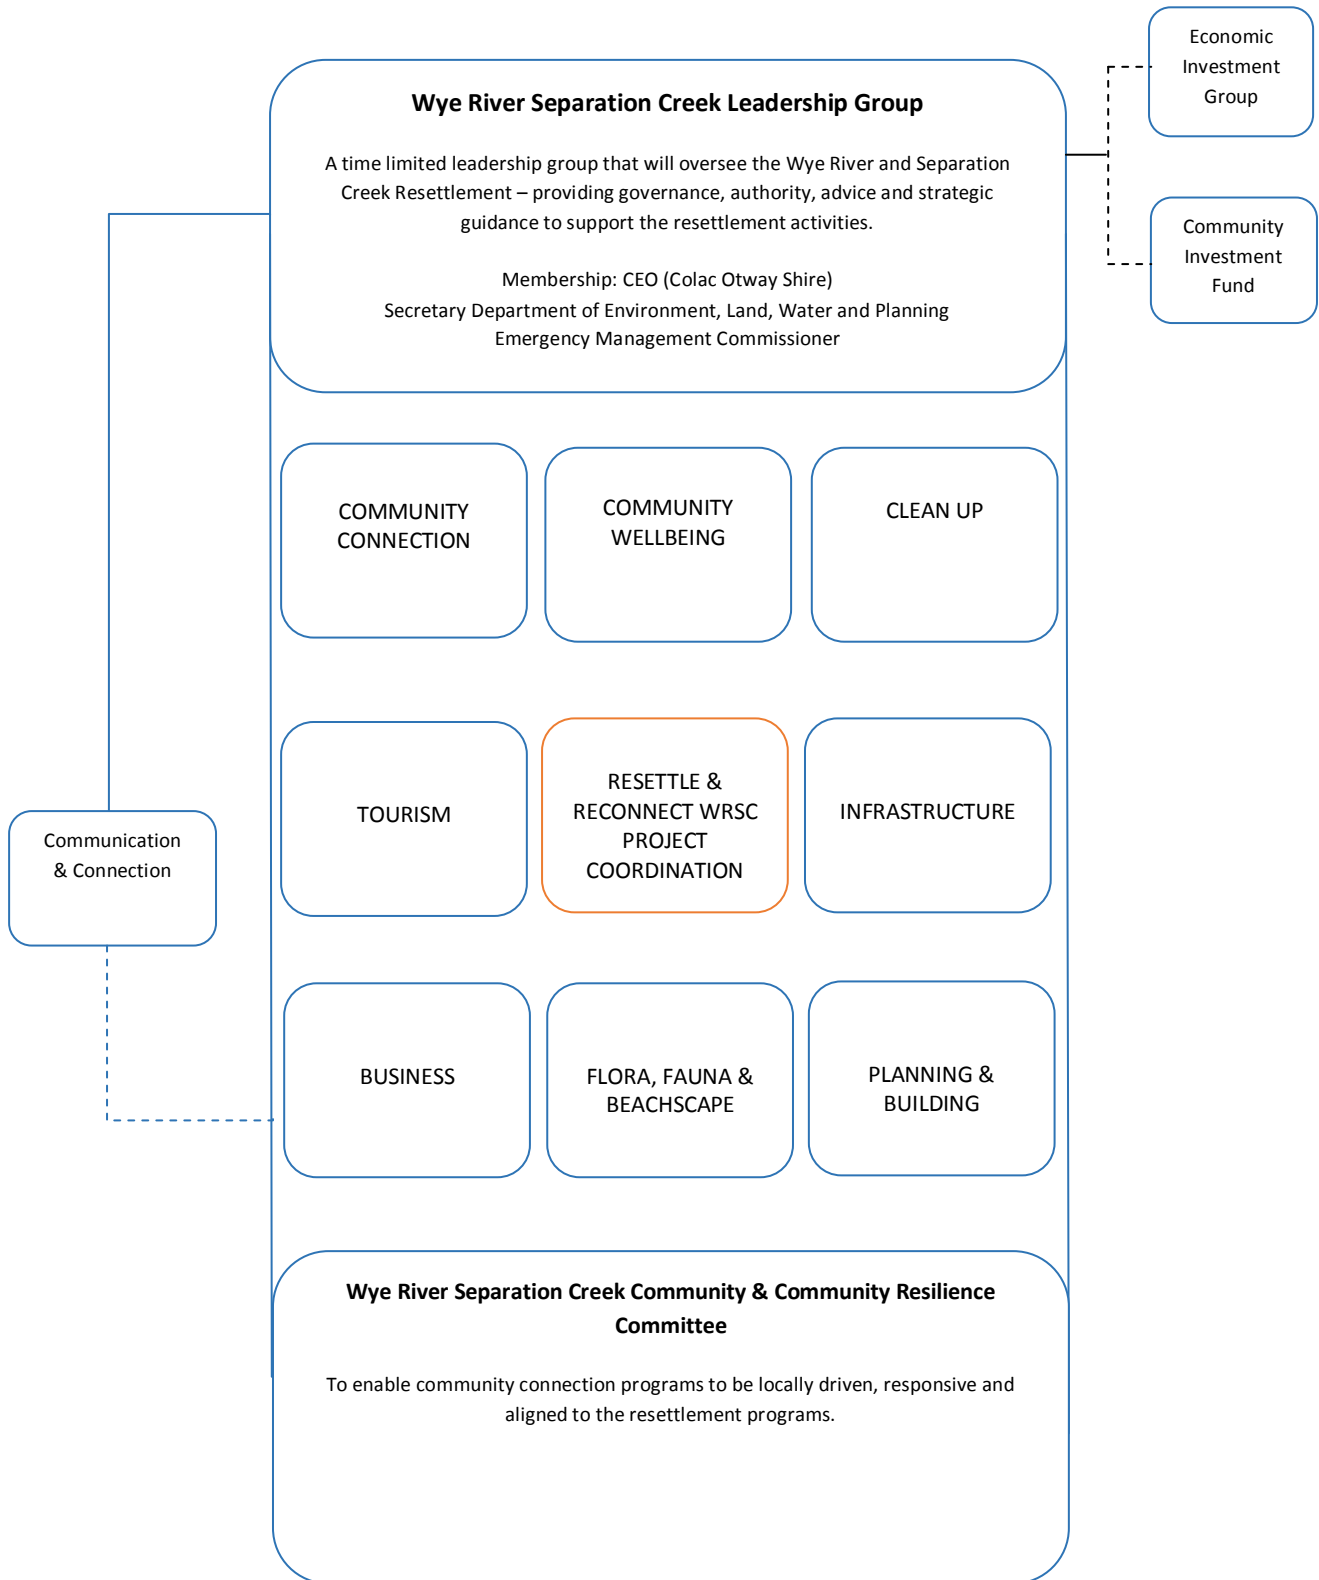 Economic
Investment
Group
Wye River Separation Creek Leadership Group
A time limited leadership group that will oversee the Wye River and Separation
Creek Resettlement – providing governance, authority, advice and strategic
guidance to support the resettlement activities.
Membership: CEO (Colac Otway Shire)
Secretary Department of Environment, Land, Water and Planning
Emergency Management Commissioner
Community
Investment
Fund
COMMUNITY
CONNECTION
COMMUNITY
WELLBEING
CLEAN UP
TOURISM
RESETTLE &
RECONNECT WRSC
PROJECT
COORDINATION
INFRASTRUCTURE
Communication
& Connection
BUSINESS
FLORA, FAUNA &
BEACHSCAPE
PLANNING &
BUILDING
Wye River Separation Creek Community & Community Resilience
Committee
To enable community connection programs to be locally driven, responsive and
aligned to the resettlement programs.